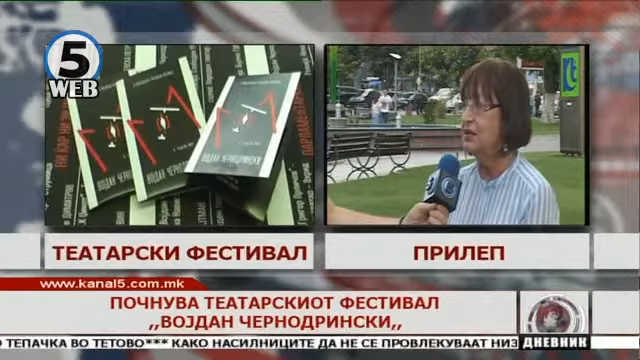 5
WEB
ВОЈДАН ЧЕРНОДРИНСКИ
ТЕАТАРСКИ ФЕСТИВАЛ
ПРИЛЕП
www.kanal5.com.mk
ПОЧНУВА ТЕАТАРСКИОТ ФЕСТИВАЛ
,,ВОЈДАН ЧЕРНОДРИНСКИ,,
О ТЕПАЧКА ВО ТЕТОВО*** КАКО НАСИЛНИЦИТЕ ДА НЕ СЕ ПРОВЛЕКУВААТ НИЗ
ДНЕВНИК